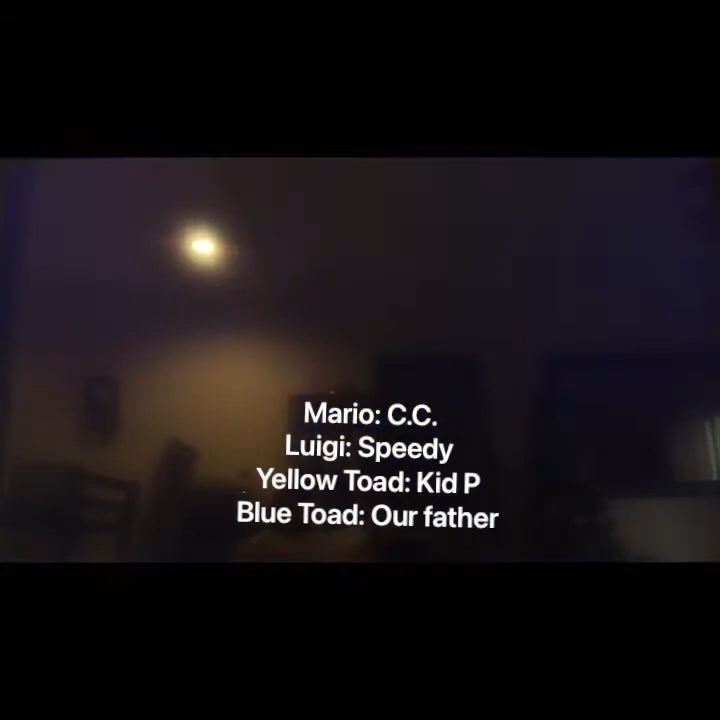 Mario: C.C.
Luigi: Speedy
Yellow Toad: Kid P
Blue Toad: Our father